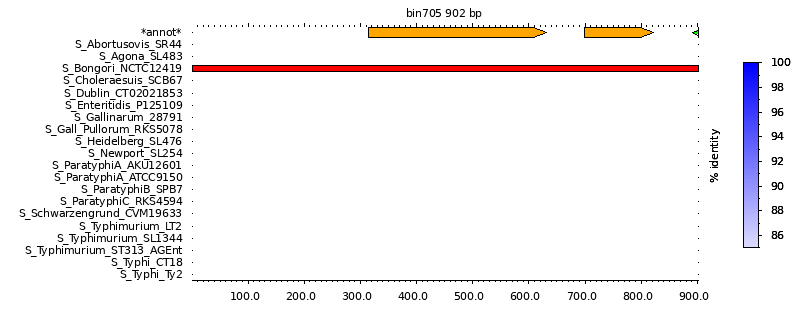 bin705 902 bp
*annot*
S_Abortusovis_SR44
S_Agona_SL483
S_Bongori_NCTC12419
S_Choleraesuis_SCB67
S_Dublin_CT02021853
S_Enteritidis_P125109
S_Gallinarum_28791
S_Gall_Pullorum_RKS5078
S_Heidelberg_SL476
S_Newport_SL254
S_ParatyphiA_AKU12601
S_ParatyphiA_ATCC9150
S_ParatyphiB_SPB7
S_ParatyphiC_RKS4594
S_Schwarzengrund_CVM19633
S_Typhimurium_LT2
S_Typhimurium_SL1344
S_Typhimurium_ST313_AGEnt
S_Typhi_CT18
S_Typhi_Ty2
100.0 200.0 300.0 400.0 500.0 600.0 700.0 800.0 900.0
% identity
100
98
96
94
92
90
88
86